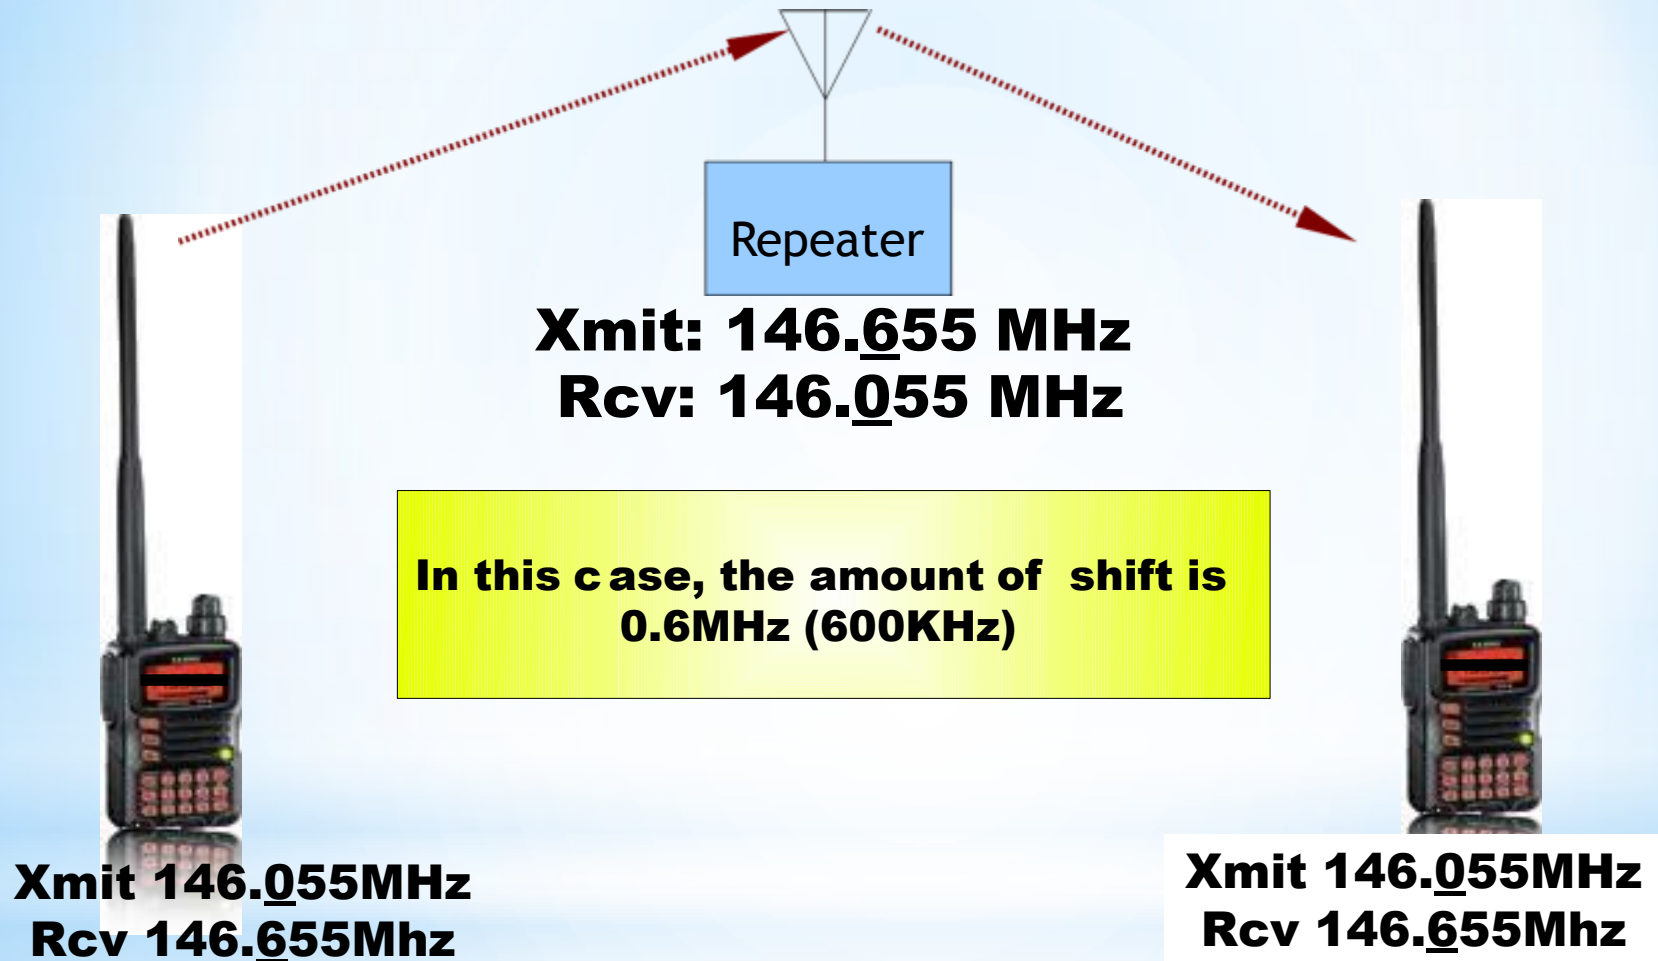 Repeater
Xmit: 146.655 MHz
Rcv: 146.055 MHz
In this c ase, the amount of shift is
0.6MHz (600KHz)
Xmit 146.055MHz
Rcv 146.655Mhz
Xmit 146.055MHz
Rcv 146.655Mhz